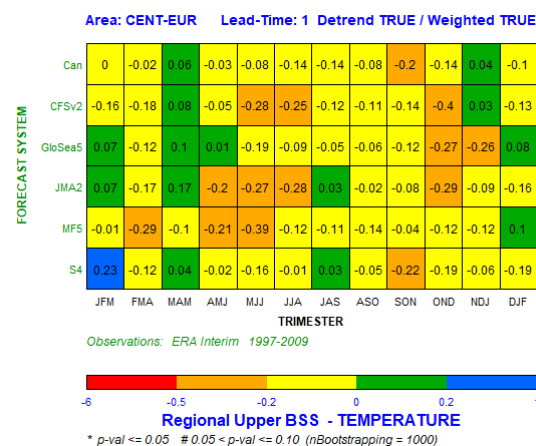 Area: CENT-EUR Lead-Time: 1 Detrend TRUE / Weighted TRUE
FORECAST SYSTEM
Can 0 -0.02 0.06 -0.03 -0.08 -0.14 -0.14 -0.08 -0.2 -0.14 0.04 -0.1
CFSv2 -0.16 -0.18 0.08 -0.05 -0.28 -0.25 -0.12 -0.11 -0.14 -0.4 0.03 -0.13
GloSea5 0.07 -0.12 0.1 0.01 -0.19 -0.09 -0.05 -0.06 -0.12 -0.27 -0.26 0.08
JMA2 0.07 -0.17 0.17 -0.2 -0.27 -0.28 0.03 -0.02 -0.08 -0.29 -0.09 -0.16
MF5 -0.01 -0.29 -0.1 -0.21 -0.39 -0.12 -0.11 -0.14 -0.04 -0.12 -0.12 0.1
S4 0.23 -0.12 0.04 -0.02 -0.16 -0.01 0.03 -0.05 -0.22 -0.19 -0.06 -0.19
JFM FMA MAM AMJ MJJ JJA JAS ASO SON OND NDJ DJF
TRIMESTER
Observations: ERA Interim 1997-2009
-6 -0.5 -0.2 0 0.2
Regional Upper BSS - TEMPERATURE
* p-val <= 0.05 # 0.05 < p-val <= 0.10 (nBootstrapping = 1000)